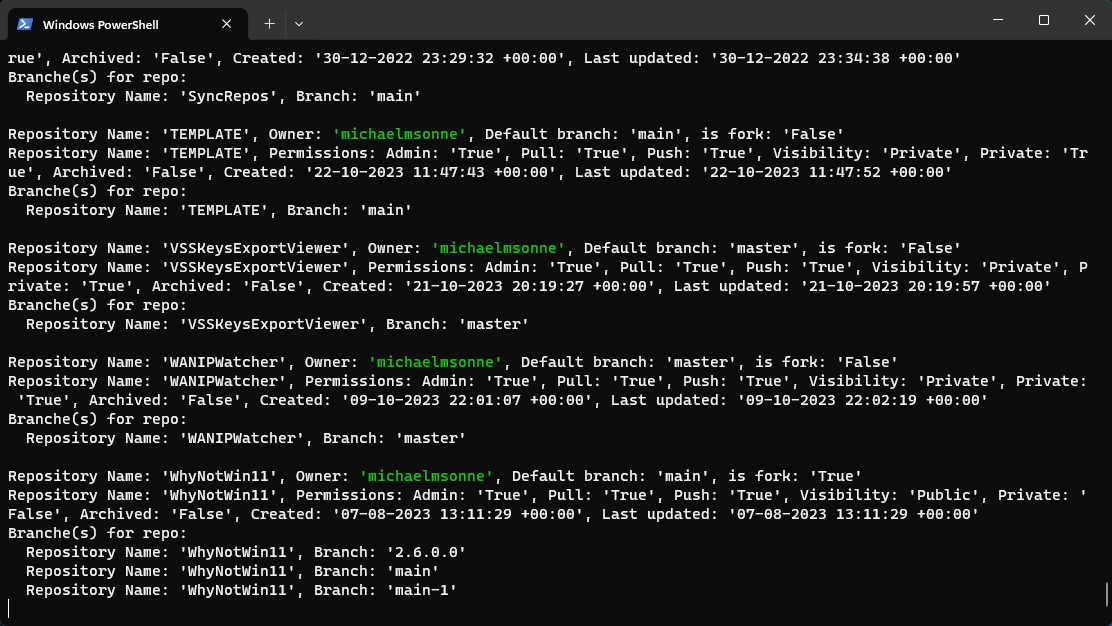 Windows PowerShell
rue', Archived: 'False', Created: '30-12-2022 23:29:32 +00:00', Last updated: '30-12-2022 23:34:38 +00:00'
Branche(s) for repo:
  Repository Name: 'SyncRepos', Branch: 'main'

Repository Name: 'TEMPLATE', Owner: 'michaelmsonne', Default branch: 'main', is fork: 'False'
Repository Name: 'TEMPLATE', Permissions: Admin: 'True', Pull: 'True', Push: 'True', Visibility: 'Private', Private: 'Tr
ue', Archived: 'False', Created: '22-10-2023 11:47:43 +00:00', Last updated: '22-10-2023 11:47:52 +00:00'
Branche(s) for repo:
  Repository Name: 'TEMPLATE', Branch: 'main'

Repository Name: 'VSSKeysExportViewer', Owner: 'michaelmsonne', Default branch: 'master', is fork: 'False'
Repository Name: 'VSSKeysExportViewer', Permissions: Admin: 'True', Pull: 'True', Push: 'True', Visibility: 'Private', P
rivate: 'True', Archived: 'False', Created: '21-10-2023 20:19:27 +00:00', Last updated: '21-10-2023 20:19:57 +00:00'
Branche(s) for repo:
  Repository Name: 'VSSKeysExportViewer', Branch: 'master'

Repository Name: 'WANIPWatcher', Owner: 'michaelmsonne', Default branch: 'master', is fork: 'False'
Repository Name: 'WANIPWatcher', Permissions: Admin: 'True', Pull: 'True', Push: 'True', Visibility: 'Private', Private:
 'True', Archived: 'False', Created: '09-10-2023 22:01:07 +00:00', Last updated: '09-10-2023 22:02:19 +00:00'
Branche(s) for repo:
  Repository Name: 'WANIPWatcher', Branch: 'master'

Repository Name: 'WhyNotWin11', Owner: 'michaelmsonne', Default branch: 'main', is fork: 'True'
Repository Name: 'WhyNotWin11', Permissions: Admin: 'True', Pull: 'True', Push: 'True', Visibility: 'Public', Private: '
False', Archived: 'False', Created: '07-08-2023 13:11:29 +00:00', Last updated: '07-08-2023 13:11:29 +00:00'
Branche(s) for repo:
  Repository Name: 'WhyNotWin11', Branch: '2.6.0.0'
  Repository Name: 'WhyNotWin11', Branch: 'main'
  Repository Name: 'WhyNotWin11', Branch: 'main-1'